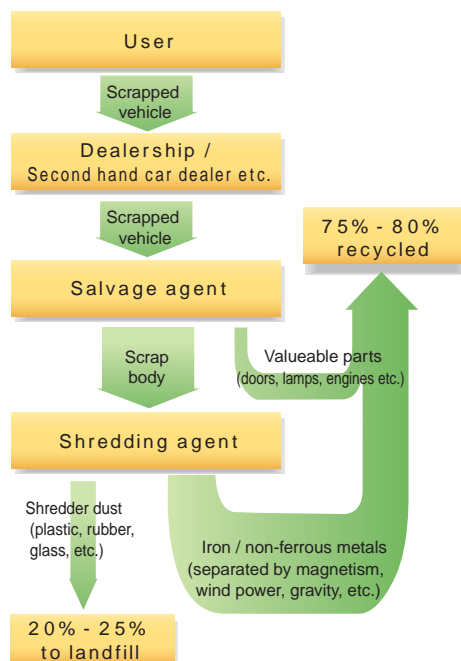 User
Scrapped
vehicle
Dealership /
Second hand car dealer etc.
Scrapped
vehicle
75% - 80%
recycled
Salvage agent
Scrap
body
Valueable parts
(doors, lamps, engines etc.)
Shredding agent
Shredder dust
(plastic, rubber,
glass, etc.)
Iron / non-ferrous metals
(separated by magnetism,
wind power, gravity, etc.)
20% - 25%
to landfill